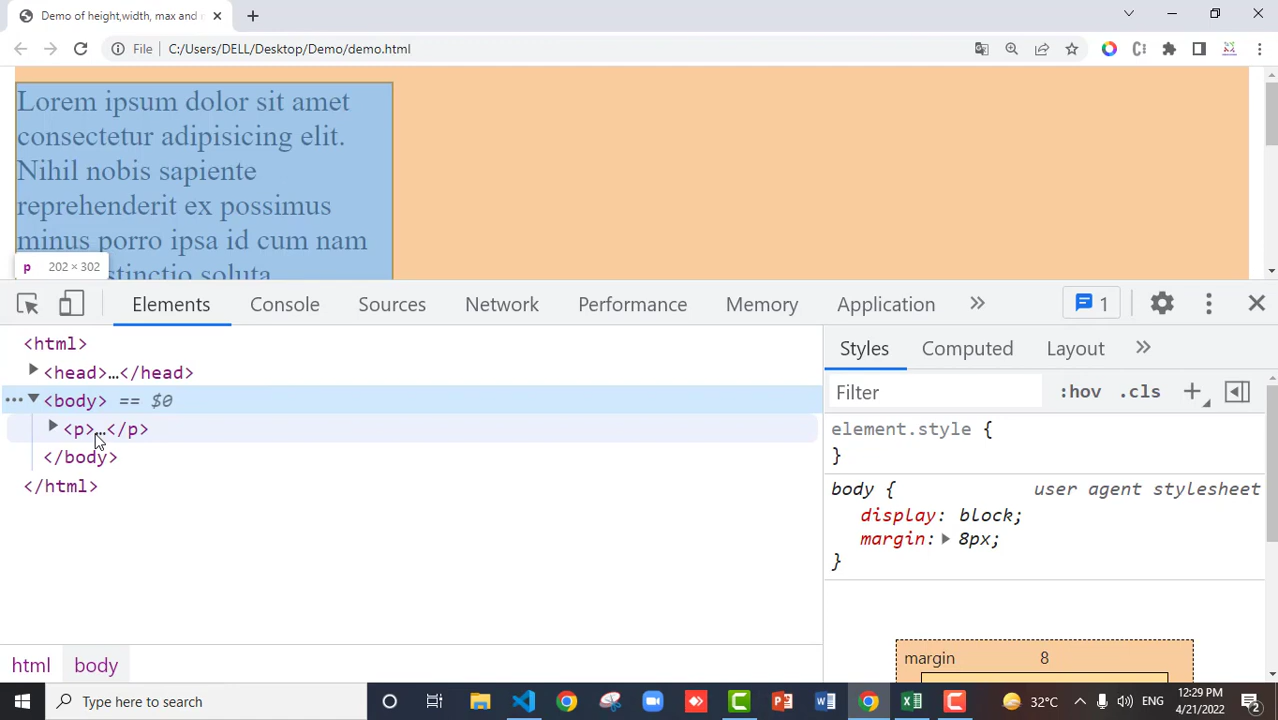 Demo of height,width, max and
File C:/Users/DELL/Desktop/Demo/demo.html
Lorem ipsum dolor sit amet
consectetur adipisicing elit.
Nihil nobis sapiente
reprehenderit ex possimus
minus porro ipsa id cum nam
stinctio soluta
p 202 × 302
Elements Console Sources Network Performance Memory Application 1
<html>
<head>…</head>
<body> == $0
<p>…</p>
</body>
</html>
html body
Styles Computed Layout
Filter :hov .cls
element.style {
}
body { user agent stylesheet
display: block;
margin: 8px;
}
margin 8
Type here to search 32°C 12:29 PM
4/21/2022 2